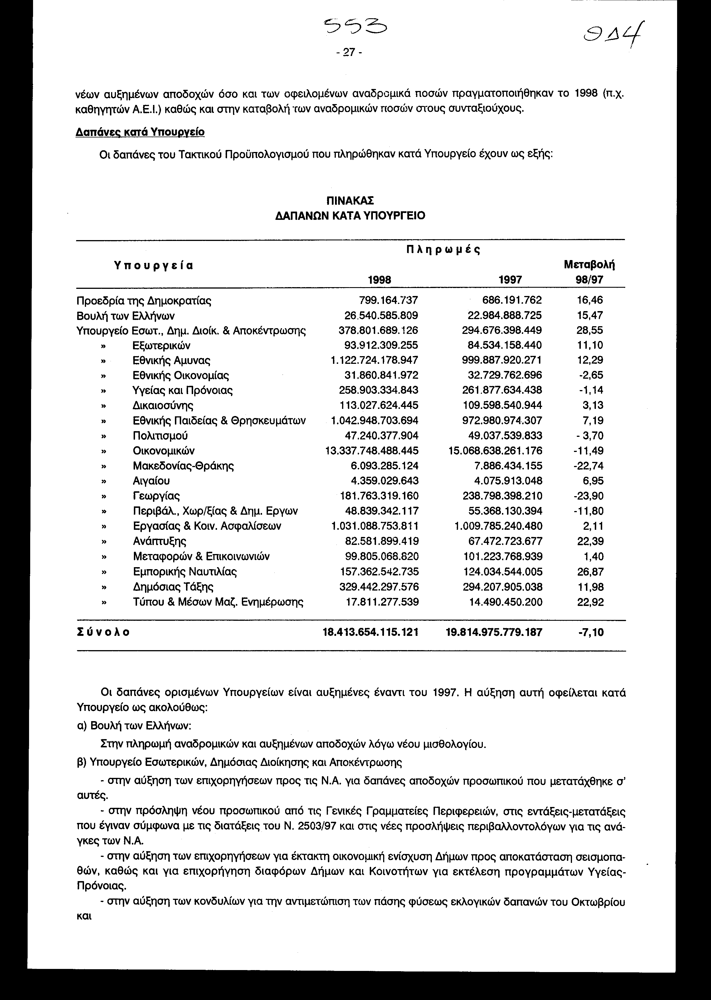 553
914
- 27 -
νέων αυξημένων αποδοχών όσο και των οφειλομένων αναδρομικά ποσών πραγματοποιήθηκαν το 1998 (π.χ.
καθηγητών Α.Ε.Ι.) καθώς και στην καταβολή των αναδρομικών ποσών στους συνταξιούχους.
Δαπάνες κατά Υπουργείο
Οι δαπάνες του Τακτικού Προϋπολογισμού που πληρώθηκαν κατά Υπουργείο έχουν ως εξής:
ΠΙΝΑΚΑΣ
ΔΑΠΑΝΩΝ ΚΑΤΑ ΥΠΟΥΡΓΕΙΟ
Πληρωμές
Υπουργεία Μεταβολή
1998 1997 98/97
Προεδρία της Δημοκρατίας 799.164.737 686.191.762 16,46
Βουλή των Ελλήνων 26.540.585.809 22.984.888.725 15,47
Υπουργείο Εσωτ., Δημ. Διοίκ. & Αποκέντρωσης 378.801.689.126 294.676.398.449 28,55
» Εξωτερικών 93.912.309.255 84.534.158.440 11,10
» Εθνικής Αμυνας 1.122.724.178.947 999.887.920.271 12,29
» Εθνικής Οικονομίας 31.860.841.972 32.729.762.696 -2,65
» Υγείας και Πρόνοιας 258.903.334.843 261.877.634.438 -1,14
» Δικαιοσύνης 113.027.624.445 109.598.540.944 3,13
» Εθνικής Παιδείας & Θρησκευμάτων 1.042.948.703.694 972.980.974.307 7,19
» Πολιτισμού 47.240.377.904 49.037.539.833 - 3,70
» Οικονομικών 13.337.748.488.445 15.068.638.261.176 -11,49
» Μακεδονίας-Θράκης 6.093.285.124 7.886.434.155 -22,74
» Αιγαίου 4.359.029.643 4.075.913.048 6,95
» Γεωργίας 181.763.319.160 238.798.398.210 -23,90
» Περιβάλ., Χωρ/ξίας & Δημ. Εργων 48.839.342.117 55.368.130.394 -11,80
» Εργασίας & Κοιν. Ασφαλίσεων 1.031.088.753.811 1.009.785.240.480 2,11
» Ανάπτυξης 82.581.899.419 67.472.723.677 22,39
» Μεταφορών & Επικοινωνιών 99.805.068.820 101.223.768.939 1,40
» Εμπορικής Ναυτιλίας 157.362.542.735 124.034.544.005 26,87
» Δημόσιας Τάξης 329.442.297.576 294.207.905.038 11,98
» Τύπου & Μέσων Μαζ. Ενημέρωσης 17.811.277.539 14.490.450.200 22,92
Σύνολο 18.413.654.115.121 19.814.975.779.187 -7,10
Οι δαπάνες ορισμένων Υπουργείων είναι αυξημένες έναντι του 1997. Η αύξηση αυτή οφείλεται κατά
Υπουργείο ως ακολούθως:
α) Βουλή των Ελλήνων:
Στην πληρωμή αναδρομικών και αυξημένων αποδοχών λόγω νέου μισθολογίου.
β) Υπουργείο Εσωτερικών, Δημόσιας Διοίκησης και Αποκέντρωσης
- στην αύξηση των επιχορηγήσεων προς τις Ν.Α. για δαπάνες αποδοχών προσωπικού που μετατάχθηκε σ'
αυτές.
- στην πρόσληψη νέου προσωπικού από τις Γενικές Γραμματείες Περιφερειών, στις εντάξεις-μετατάξεις
που έγιναν σύμφωνα με τις διατάξεις του Ν. 2503/97 και στις νέες προσλήψεις περιβαλλοντολόγων για τις ανά-
γκες των Ν.Α.
- στην αύξηση των επιχορηγήσεων για έκτακτη οικονομική ενίσχυση Δήμων προς αποκατάσταση σεισμοπα-
θών, καθώς και για επιχορήγηση διαφόρων Δήμων και Κοινοτήτων για εκτέλεση προγραμμάτων Υγείας-
Πρόνοιας.
- στην αύξηση των κονδυλίων για την αντιμετώπιση των πάσης φύσεως εκλογικών δαπανών του Οκτωβρίου
και